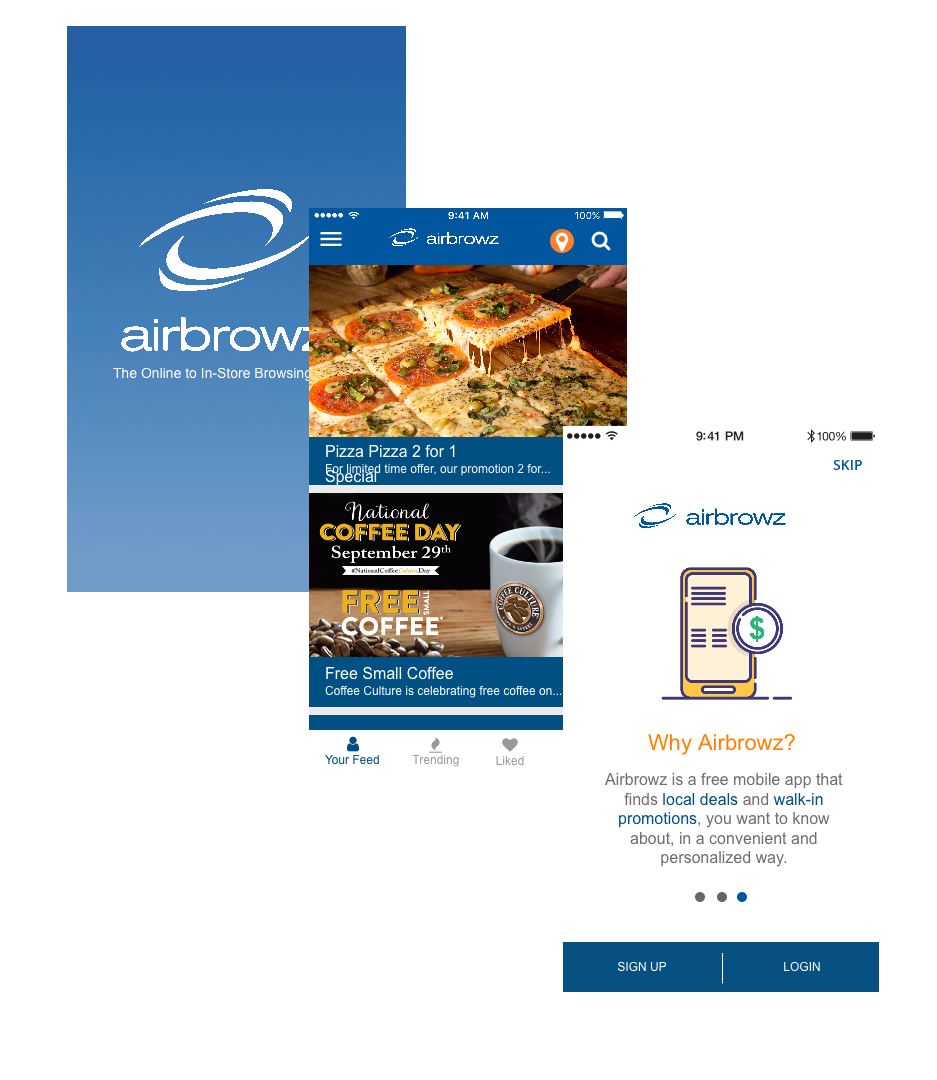 airbrowz
The Online to In-Store Browsing
9:41 AM
100%
airbrowz
Pizza Pizza 2 for 1
For limited time offer, our promotion 2 for...
Special
National
COFFEE DAY
September 29th
#NationalCoffeeCultureDay
FREE SMALL
COFFEE*
COFFEE CULTURE
Free Small Coffee
Coffee Culture is celebrating free coffee on...
Your Feed
Trending
Liked
9:41 PM
100%
SKIP
airbrowz
$
Why Airbrowz?
Airbrowz is a free mobile app that
finds local deals and walk-in
promotions, you want to know
about, in a convenient and
personalized way.
SIGN UP
LOGIN